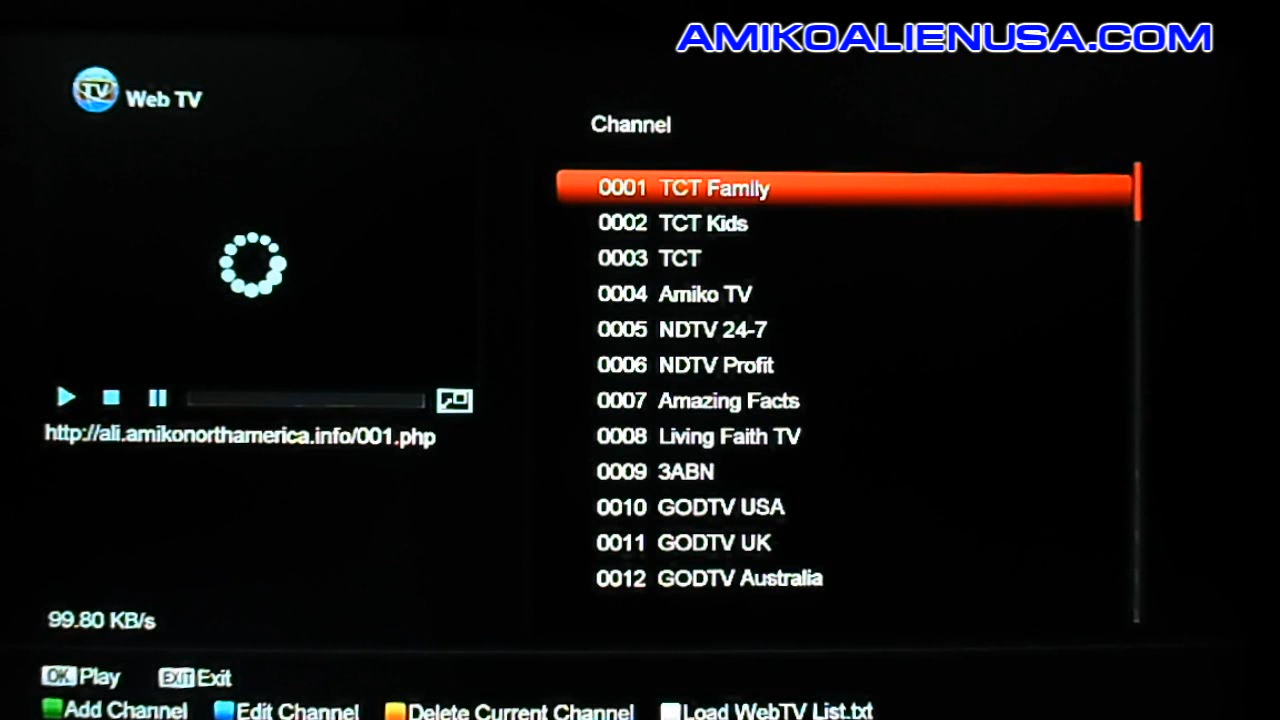 AMIKOALIENUSA.COM
TV Web TV
Channel
0001 TCT Family
0002 TCT Kids
0003 TCT
0004 Amiko TV
0005 NDTV 24-7
0006 NDTV Profit
0007 Amazing Facts
0008 Living Faith TV
0009 3ABN
0010 GODTV USA
0011 GODTV UK
0012 GODTV Australia
http://ali.amikonorthamerica.info/001.php
99.80 KB/s
OK Play EXIT Exit
Add Channel Edit Channel Delete Current Channel Load WebTV List.txt